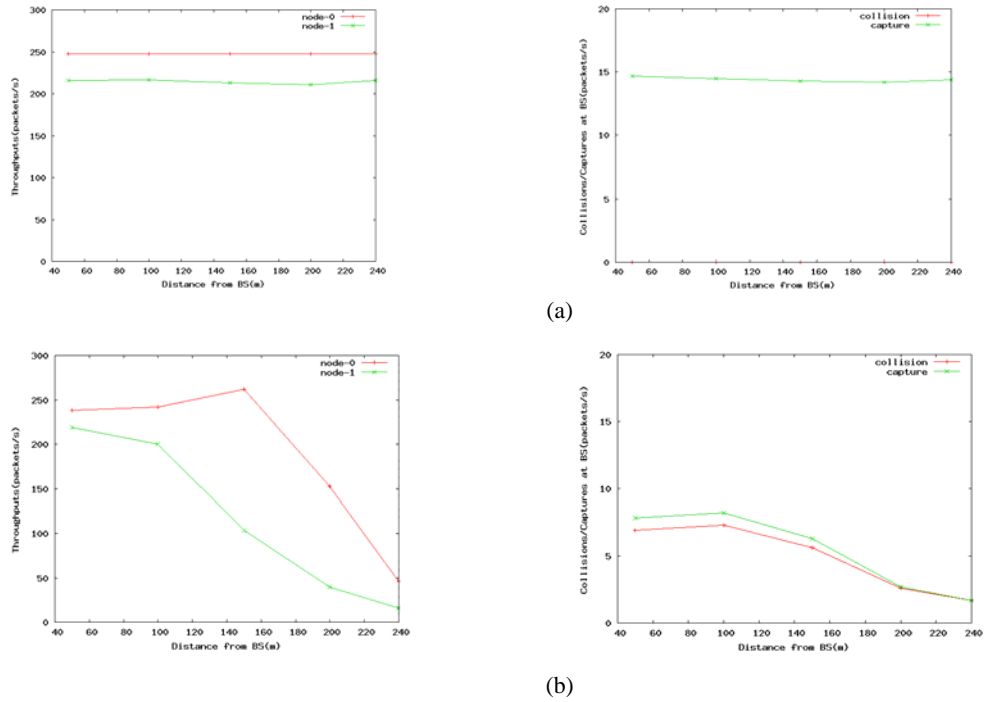 300
250
200
150
100
50
0
40 60 80 100 120 140 160 180 200 220 240
Throughputs(packets/s)
Distance from BS(m)
node-0
node-1
20
15
10
5
0
40 60 80 100 120 140 160 180 200 220 240
Collisions/Captures at BS(packets/s)
Distance from BS(m)
collision
capture
(a)
300
250
200
150
100
50
0
40 60 80 100 120 140 160 180 200 220 240
Throughputs(packets/s)
Distance from BS(m)
node-0
node-1
20
15
10
5
0
40 60 80 100 120 140 160 180 200 220 240
Collisions/Captures at BS(packets/s)
Distance from BS(m)
collision
capture
(b)